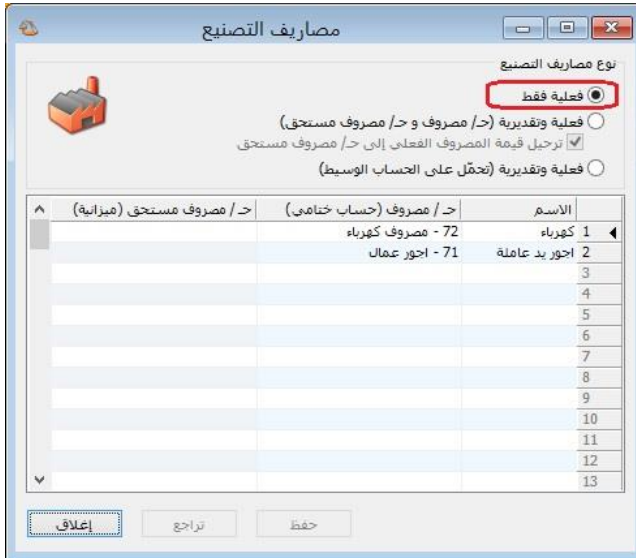 مصاريف التصنيع
نوع مصاريف التصنيع
فعلية فقط
فعلية وتقديرية (حـ/ مصروف و حـ/ مصروف مستحق)
ترحيل قيمة المصروف الفعلي إلى حـ/ مصروف مستحق
فعلية وتقديرية (تحمّل على الحساب الوسيط)
الاسم حـ / مصروف (حساب ختامي) حـ / مصروف مستحق (ميزانية)
1 كهرباء 72 - مصروف كهرباء
2 اجور يد عاملة 71 - اجور عمال
3
4
5
6
7
8
9
10
11
12
13
حفظ تراجع إغلاق